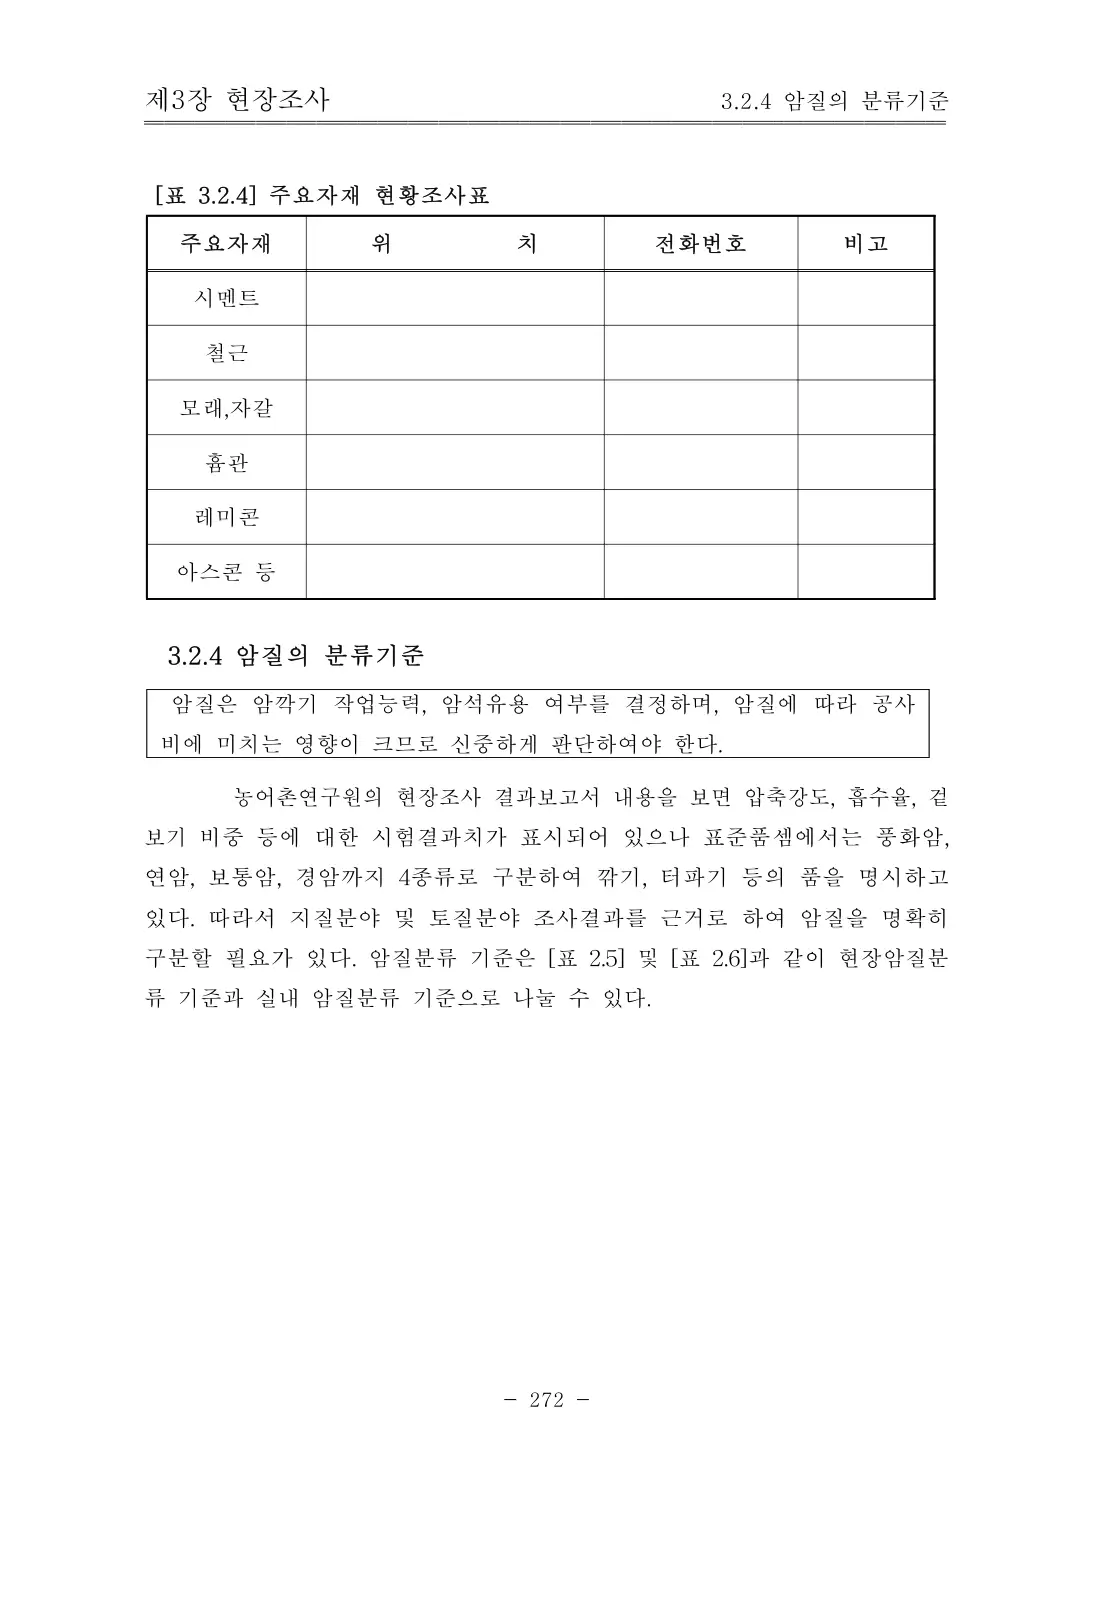 제3장 현장조사 3.2.4 암질의 분류기준
[표 3.2.4] 주요자재 현황조사표
주요자재 위 치 전화번호 비고
시멘트
철근
모래,자갈
흄관
레미콘
아스콘 등
3.2.4 암질의 분류기준
암질은 암깍기 작업능력, 암석유용 여부를 결정하며, 암질에 따라 공사
비에 미치는 영향이 크므로 신중하게 판단하여야 한다.
농어촌연구원의 현장조사 결과보고서 내용을 보면 압축강도, 흡수율, 겉
보기 비중 등에 대한 시험결과치가 표시되어 있으나 표준품셈에서는 풍화암,
연암, 보통암, 경암까지 4종류로 구분하여 깎기, 터파기 등의 품을 명시하고
있다. 따라서 지질분야 및 토질분야 조사결과를 근거로 하여 암질을 명확히
구분할 필요가 있다. 암질분류 기준은 [표 2.5] 및 [표 2.6]과 같이 현장암질분
류 기준과 실내 암질분류 기준으로 나눌 수 있다.
- 272 -